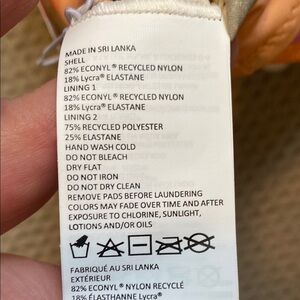 MADE IN SRI LANKA
SHELL
82% ECONYL® RECYCLED NYLON
18% Lycra® ELASTANE
LINING 1
82% ECONYL® RECYCLED NYLON
18% Lycra® ELASTANE
LINING 2
75% RECYCLED POLYESTER
25% ELASTANE
HAND WASH COLD
DO NOT BLEACH
DRY FLAT
DO NOT IRON
DO NOT DRY CLEAN
REMOVE PADS BEFORE LAUNDERING
COLORS MAY FADE OVER TIME AND AFTER
EXPOSURE TO CHLORINE, SUNLIGHT,
LOTIONS AND/OR OILS
FABRIQUÉ AU SRI LANKA
EXTÉRIEUR
82% ECONYL® NYLON RECYCLÉ
18% ÉLASTHANNE Lycra®